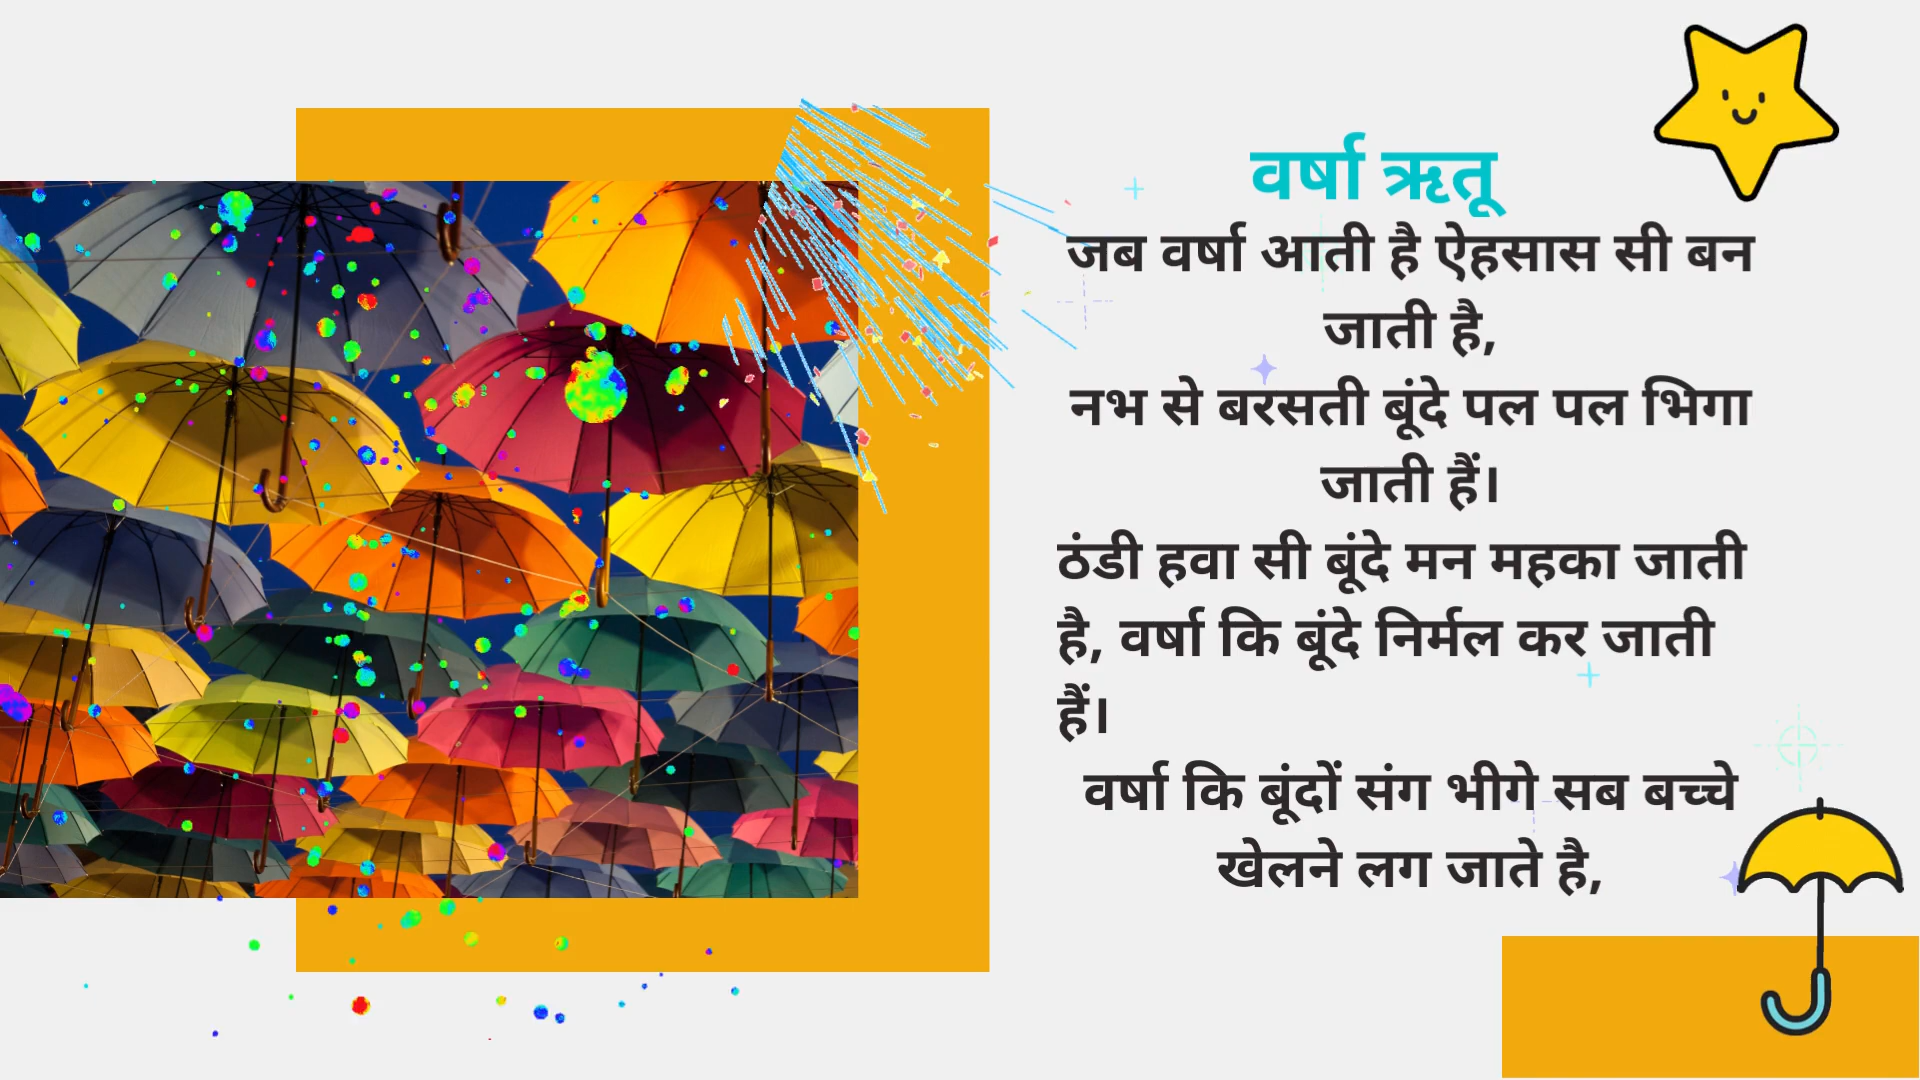 वर्षा ऋतू
जब वर्षा आती है ऐहसास सी बन
जाती है,
नभ से बरसती बूंदे पल पल भिगा
जाती हैं।
ठंडी हवा सी बूंदे मन महका जाती
है, वर्षा कि बूंदे निर्मल कर जाती
हैं।
वर्षा कि बूंदों संग भीगे सब बच्चे
खेलने लग जाते है,